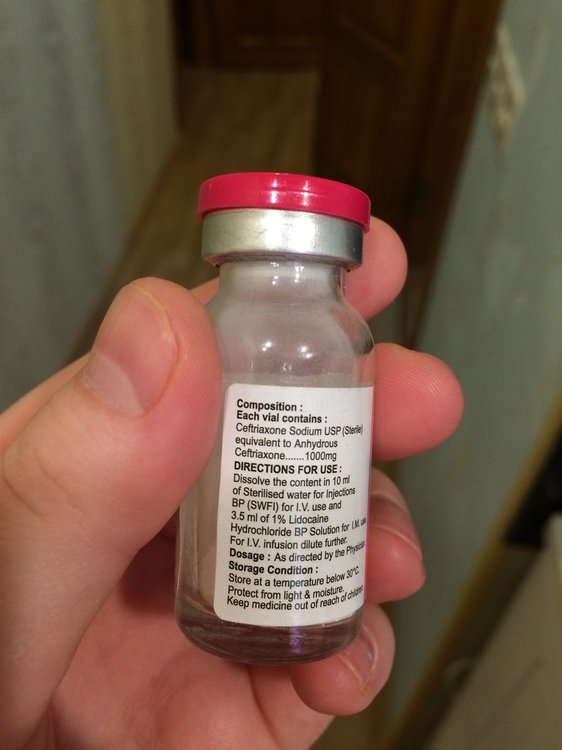 Composition :
Each vial contains :
Ceftriaxone Sodium USP (Sterile)
equivalent to Anhydrous
Ceftriaxone.......1000mg
DIRECTIONS FOR USE :
Dissolve the content in 10 ml
of Sterilised water for Injections
BP (SWFI) for I.V. use and
3.5 ml of 1% Lidocaine
Hydrochloride BP Solution for I.M. use
For I.V. infusion dilute further.
Dosage : As directed by the Physician
Storage Condition :
Store at a temperature below 30°C.
Protect from light & moisture.
Keep medicine out of reach of children